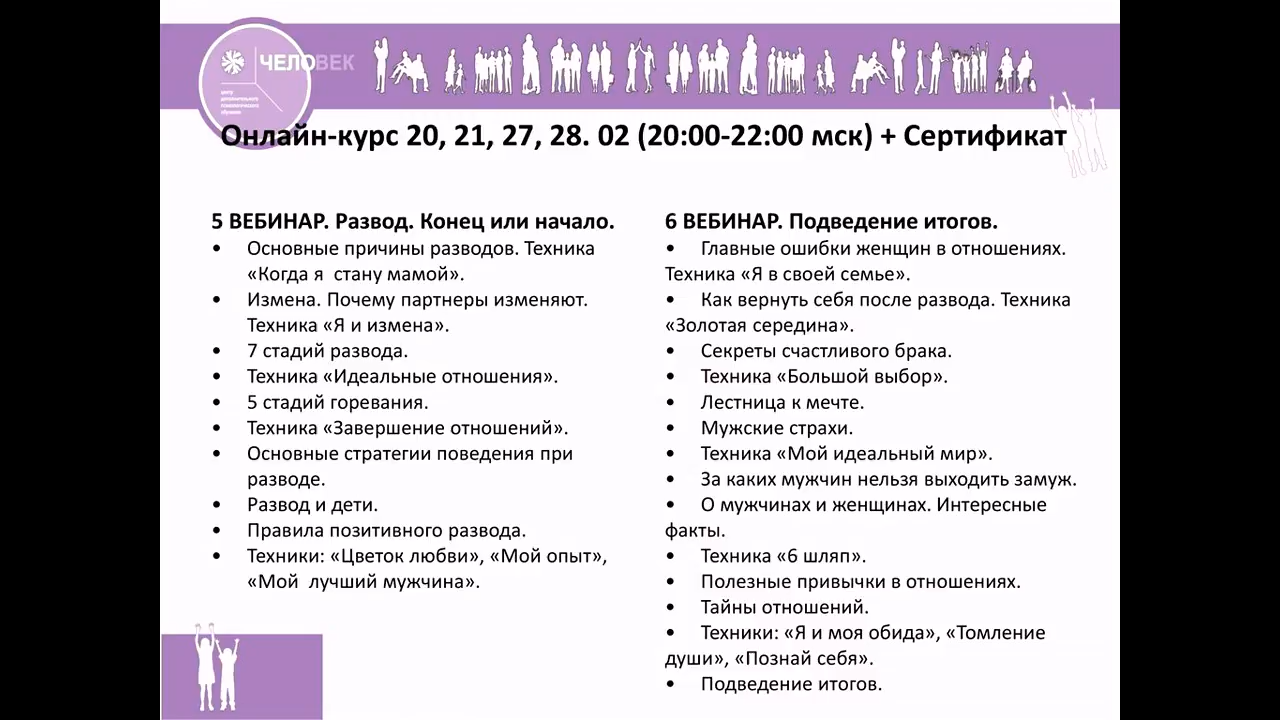 ЧЕЛОВЕК
центр
дополнительного
психологического
обучения
Онлайн-курс 20, 21, 27, 28. 02 (20:00-22:00 мск) + Сертификат
5 ВЕБИНАР. Развод. Конец или начало.
• Основные причины разводов. Техника
«Когда я стану мамой».
• Измена. Почему партнеры изменяют.
Техника «Я и измена».
• 7 стадий развода.
• Техника «Идеальные отношения».
• 5 стадий горевания.
• Техника «Завершение отношений».
• Основные стратегии поведения при
разводе.
• Развод и дети.
• Правила позитивного развода.
• Техники: «Цветок любви», «Мой опыт»,
«Мой лучший мужчина».
6 ВЕБИНАР. Подведение итогов.
• Главные ошибки женщин в отношениях.
Техника «Я в своей семье».
• Как вернуть себя после развода. Техника
«Золотая середина».
• Секреты счастливого брака.
• Техника «Большой выбор».
• Лестница к мечте.
• Мужские страхи.
• Техника «Мой идеальный мир».
• За каких мужчин нельзя выходить замуж.
• О мужчинах и женщинах. Интересные
факты.
• Техника «6 шляп».
• Полезные привычки в отношениях.
• Тайны отношений.
• Техники: «Я и моя обида», «Томление
души», «Познай себя».
• Подведение итогов.